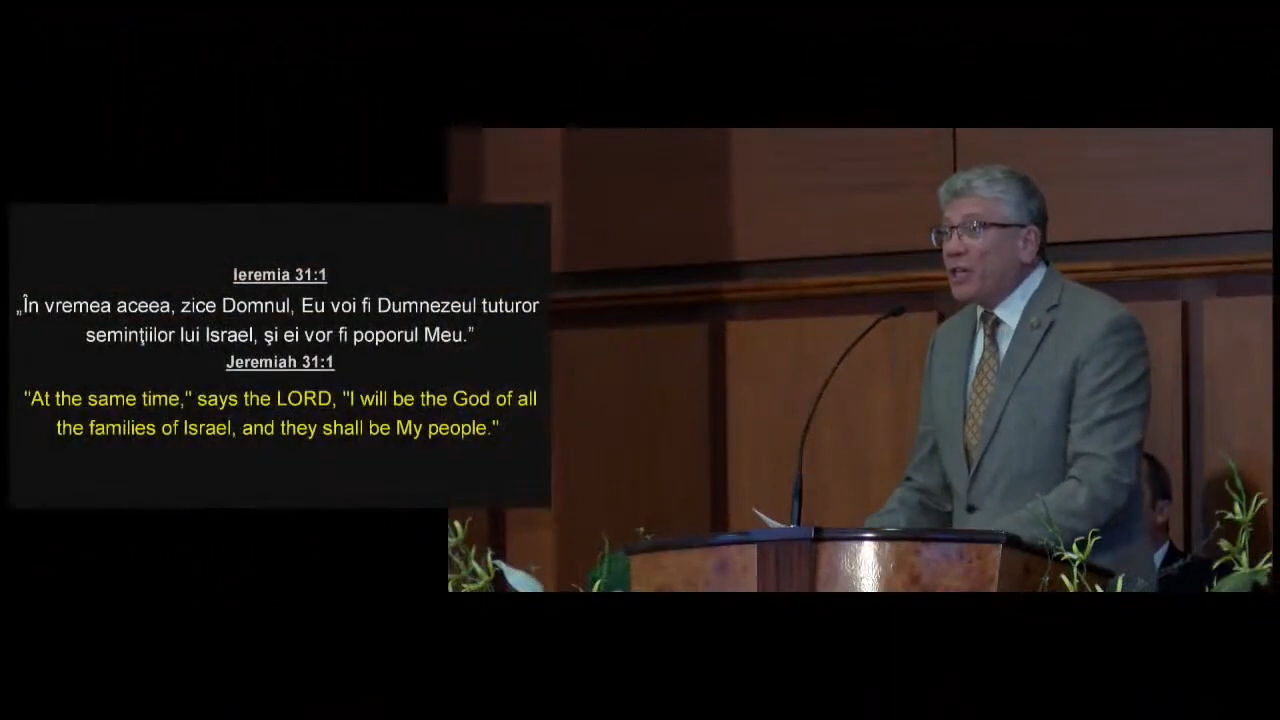 Ieremia 31:1
„În vremea aceea, zice Domnul, Eu voi fi Dumnezeul tuturor
seminţiilor lui Israel, şi ei vor fi poporul Meu.”
Jeremiah 31:1
"At the same time," says the LORD, "I will be the God of all
the families of Israel, and they shall be My people."